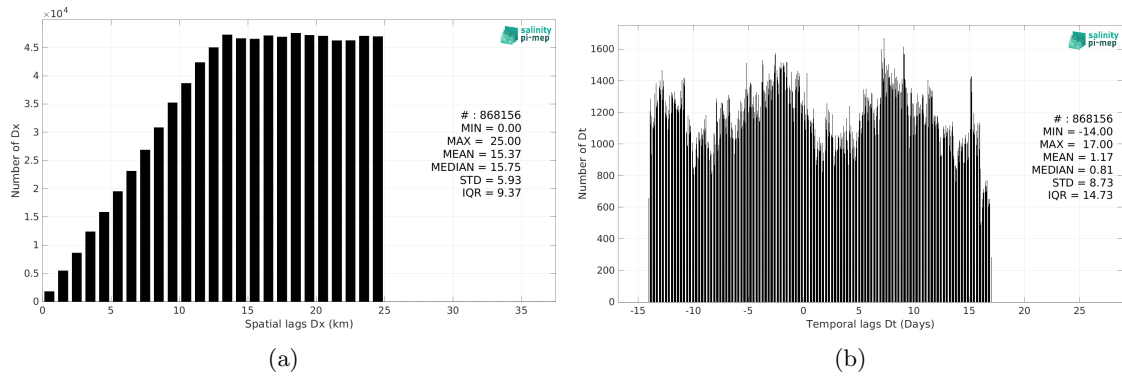 ×10⁴
5
4.5
4
3.5
3
2.5
2
1.5
1
0.5
0
Number of Dx
0 5 10 15 20 25 30 35
Spatial lags Dx (km)
salinity
pi-mep
# : 868156
MIN = 0.00
MAX = 25.00
MEAN = 15.37
MEDIAN = 15.75
STD = 5.93
IQR = 9.37
(a)
1600
1400
1200
1000
800
600
400
200
0
Number of Dt
-15 -10 -5 0 5 10 15 20 25
Temporal lags Dt (Days)
salinity
pi-mep
# : 868156
MIN = -14.00
MAX = 17.00
MEAN = 1.17
MEDIAN = 0.81
STD = 8.73
IQR = 14.73
(b)